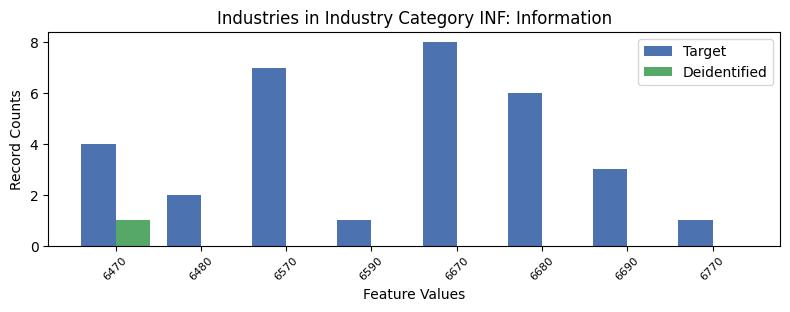 Industries in Industry Category INF: Information
Target
Deidentified
Record Counts
8
6
4
2
0
6470
6480
6570
6590
6670
6680
6690
6770
Feature Values